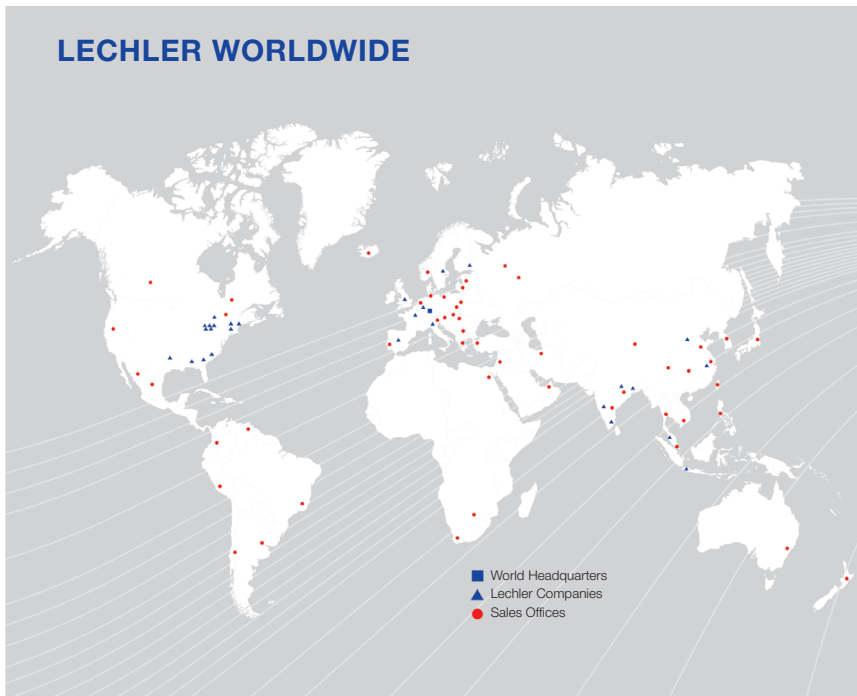 LECHLER WORLDWIDE
World Headquarters
Lechler Companies
Sales Offices